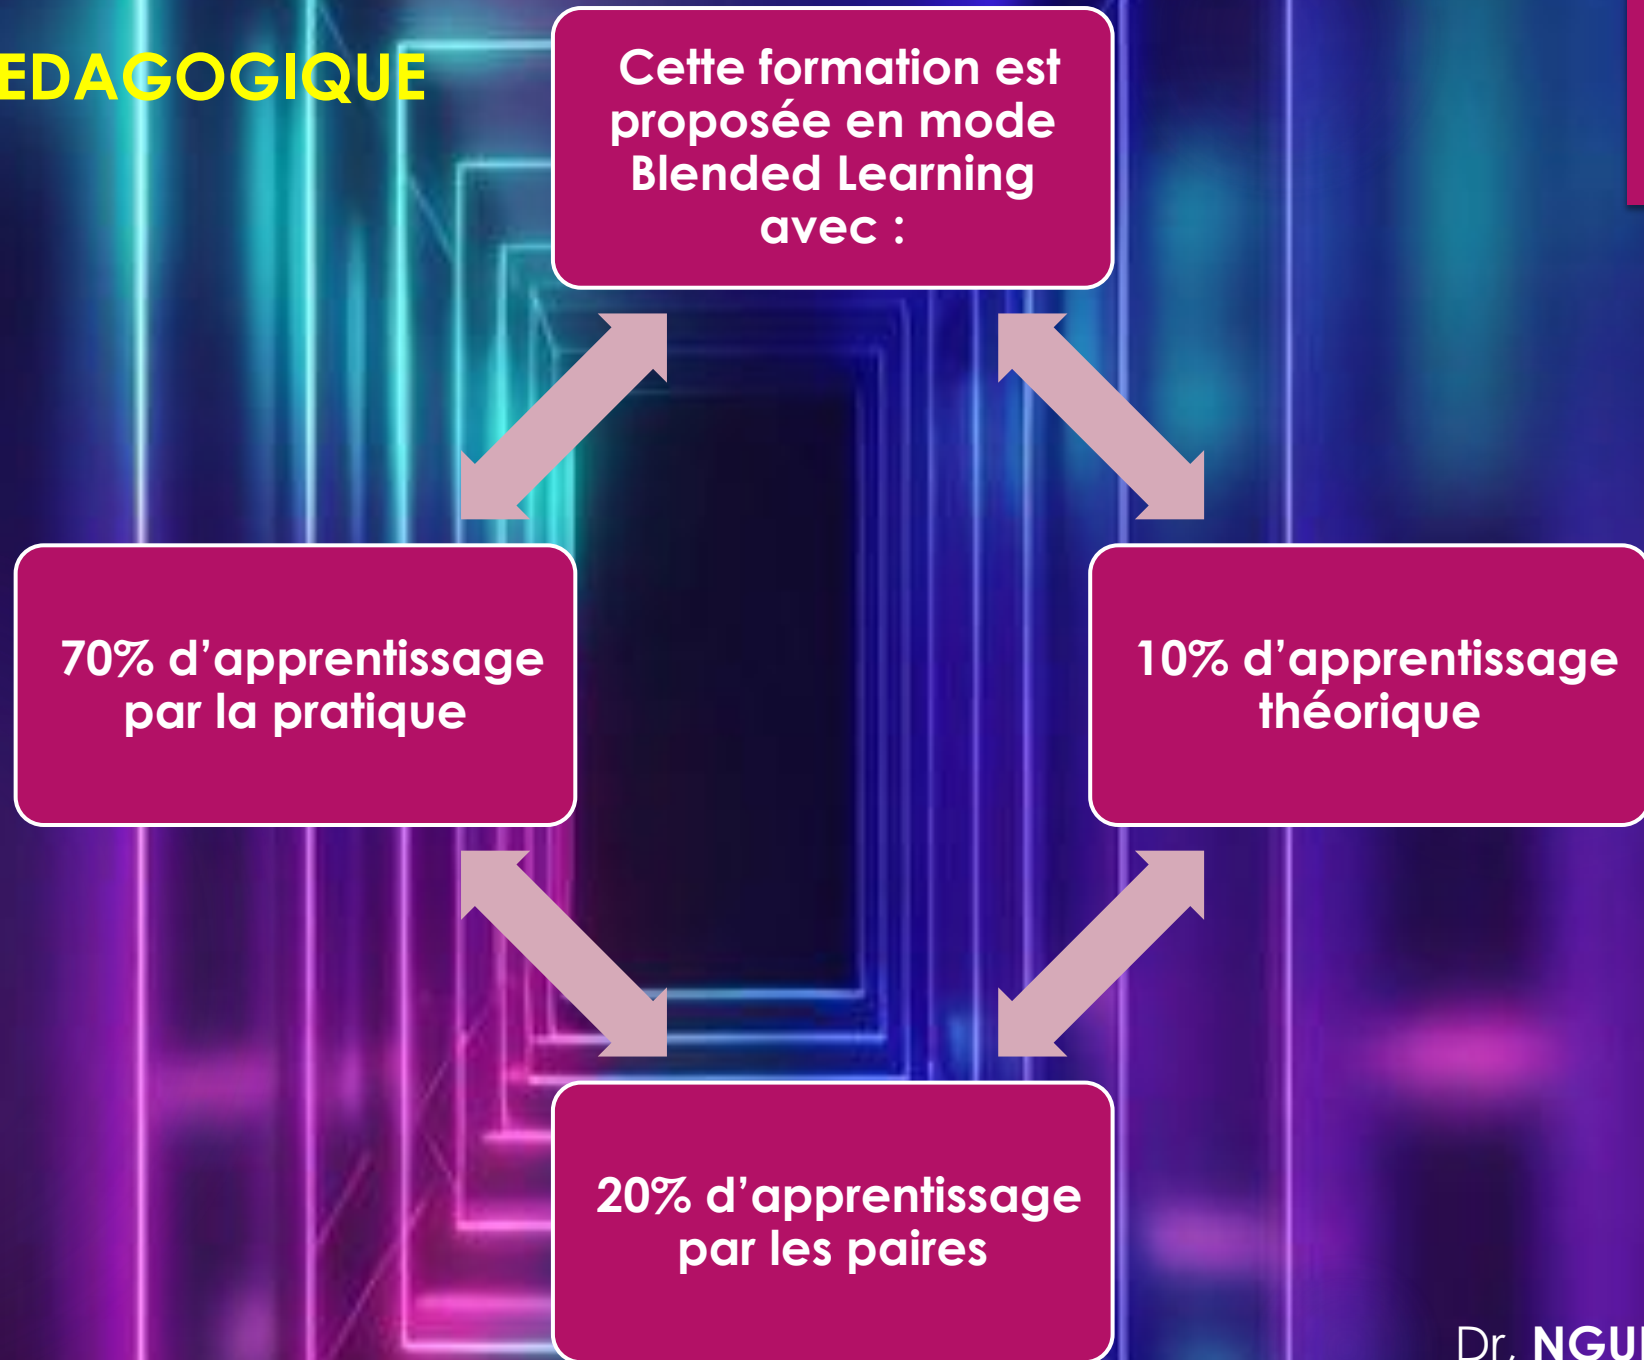 EDAGOGIQUE
Cette formation est
proposée en mode
Blended Learning
avec :
70% d’apprentissage
par la pratique
10% d’apprentissage
théorique
20% d’apprentissage
par les paires
Dr. NGU